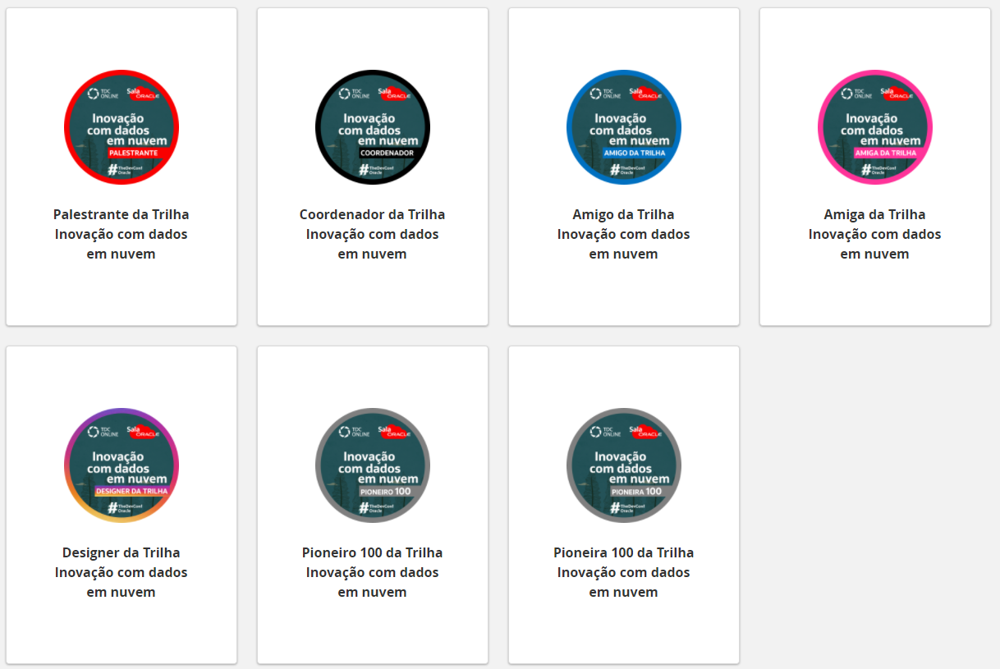 TDC
ONLINE
Sala
ORACLE
Inovação
com dados
em nuvem
PALESTRANTE
#TheDevConf
Oracle
Palestrante da Trilha
Inovação com dados
em nuvem
TDC
ONLINE
Sala
ORACLE
Inovação
com dados
em nuvem
COORDENADOR
#TheDevConf
Oracle
Coordenador da Trilha
Inovação com dados
em nuvem
TDC
ONLINE
Sala
ORACLE
Inovação
com dados
em nuvem
AMIGO DA TRILHA
#TheDevConf
Oracle
Amigo da Trilha
Inovação com dados
em nuvem
TDC
ONLINE
Sala
ORACLE
Inovação
com dados
em nuvem
AMIGA DA TRILHA
#TheDevConf
Oracle
Amiga da Trilha
Inovação com dados
em nuvem
TDC
ONLINE
Sala
ORACLE
Inovação
com dados
em nuvem
DESIGNER DA TRILHA
#TheDevConf
Oracle
Designer da Trilha
Inovação com dados
em nuvem
TDC
ONLINE
Sala
ORACLE
Inovação
com dados
em nuvem
PIONEIRO 100
#TheDevConf
Oracle
Pioneiro 100 da Trilha
Inovação com dados
em nuvem
TDC
ONLINE
Sala
ORACLE
Inovação
com dados
em nuvem
PIONEIRA 100
#TheDevConf
Oracle
Pioneira 100 da Trilha
Inovação com dados
em nuvem